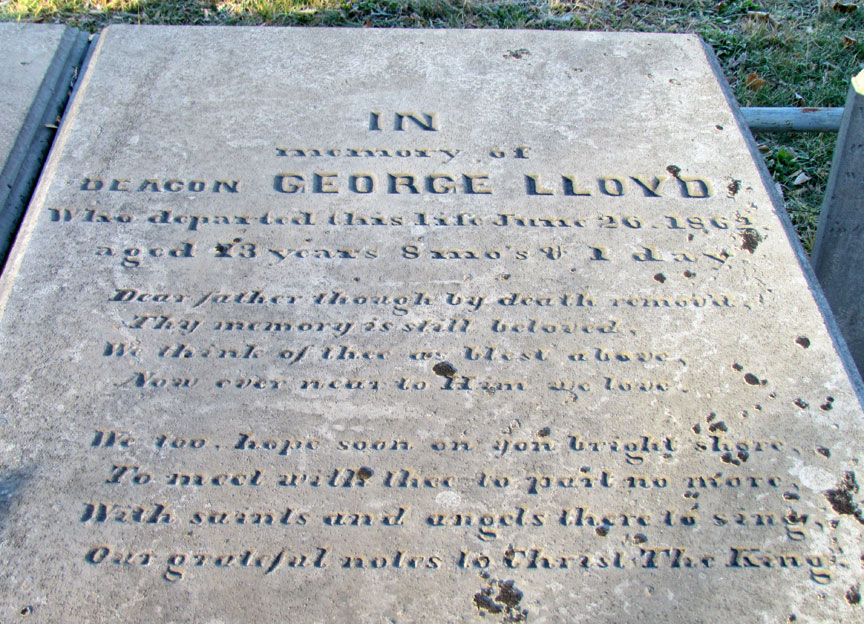 IN
memory of
DEACON GEORGE LLOYD
Who departed this life June 26. 1861.
aged 73 years 8 mo's & 1 day
Dear father though by death remov'd,
Thy memory is still beloved,
We think of thee as blest above,
Now ever near to Him we love.
We too, hope soon on yon bright shore,
To meet with thee to part no more,
With saints and angels there to sing,
Our grateful notes to Christ The King.